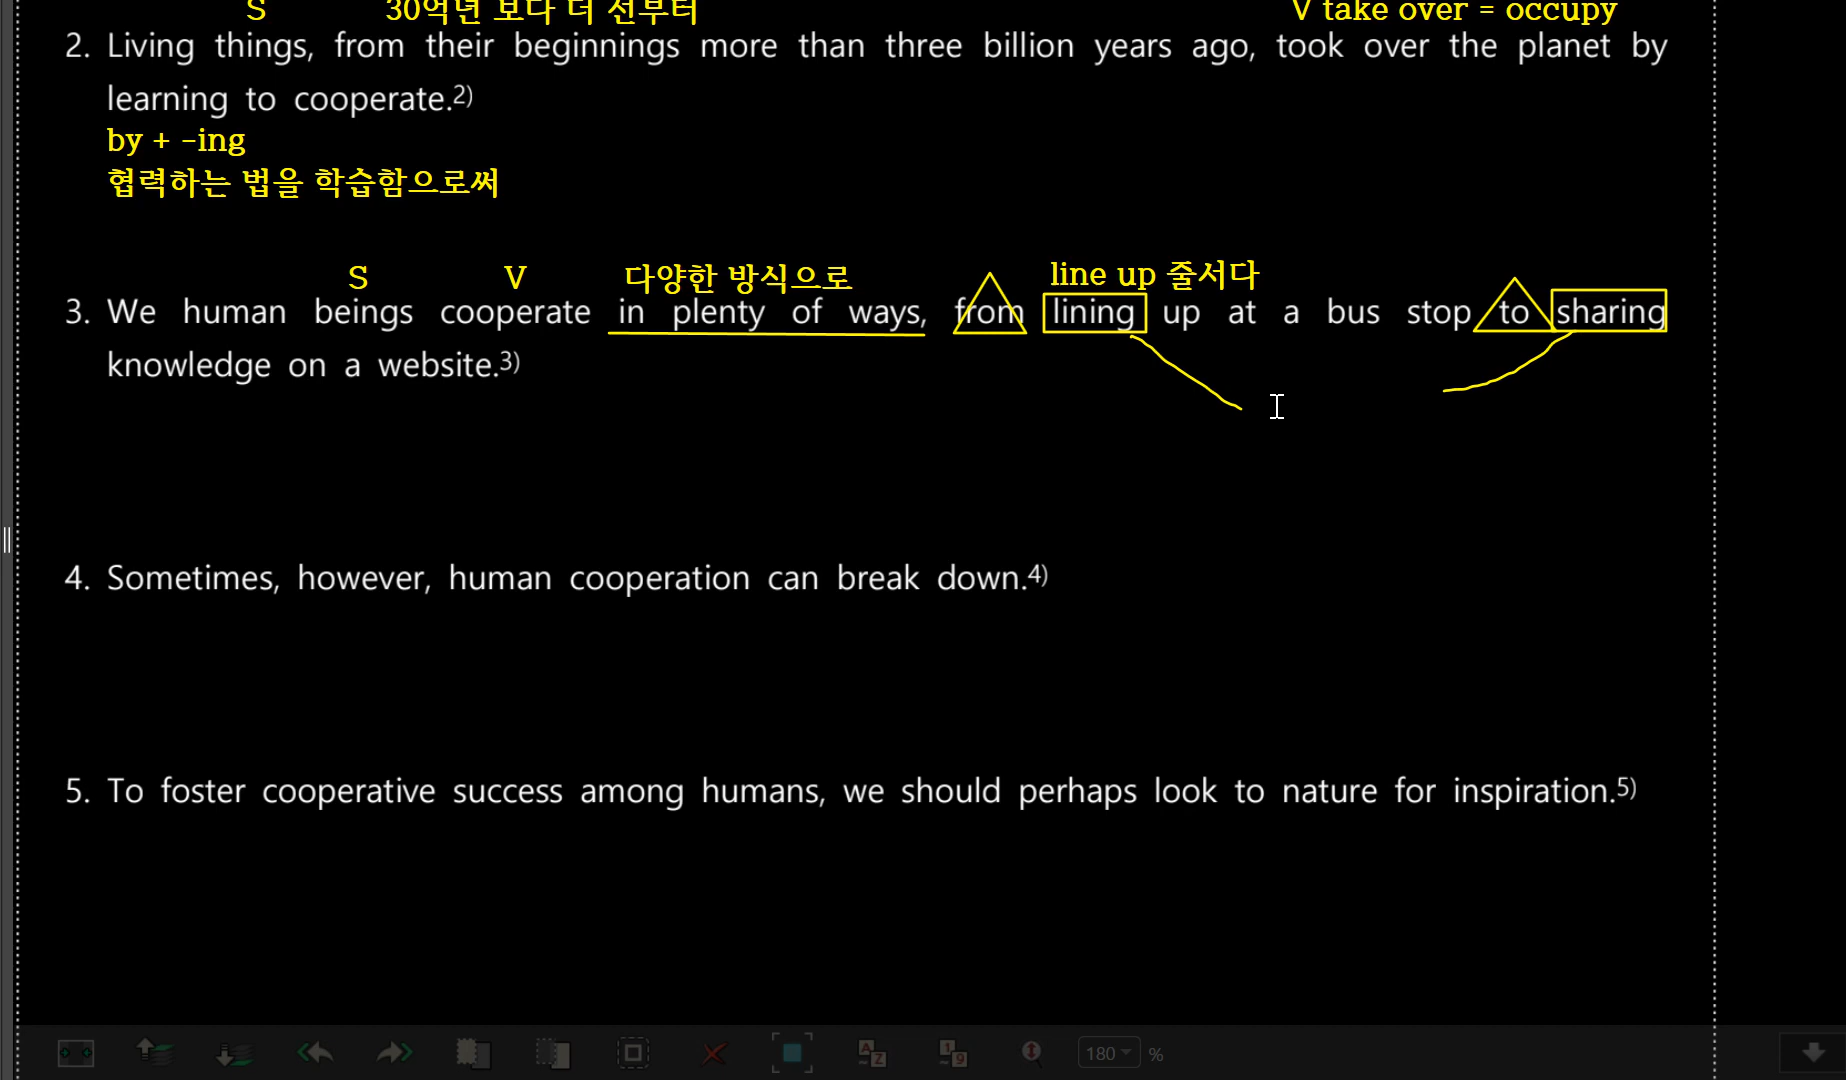 S 30억년 보다 더 전부터 V take over = occupy
2. Living things, from their beginnings more than three billion years ago, took over the planet by
learning to cooperate.2)
by + -ing
협력하는 법을 학습함으로써
S V 다양한 방식으로 line up 줄서다
3. We human beings cooperate in plenty of ways, from lining up at a bus stop to sharing
knowledge on a website.3)
4. Sometimes, however, human cooperation can break down.4)
5. To foster cooperative success among humans, we should perhaps look to nature for inspiration.5)
180 %